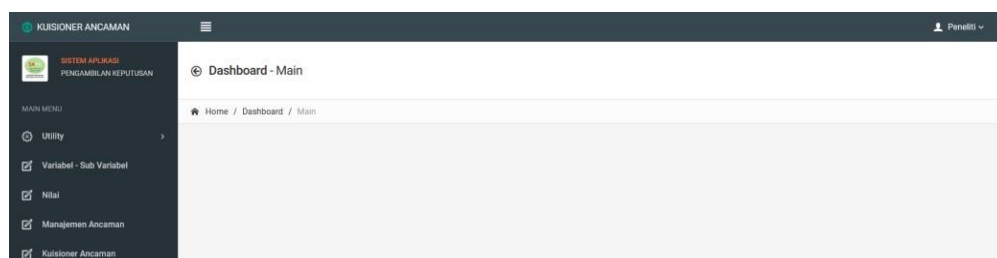 KUISIONER ANCAMAN
Peneliti
SISTEM APLIKASI
PENGAMBILAN KEPUTUSAN
Dashboard - Main
MAIN MENU
Home / Dashboard / Main
Utility
Variabel - Sub Variabel
Nilai
Manajemen Ancaman
Kuisioner Ancaman